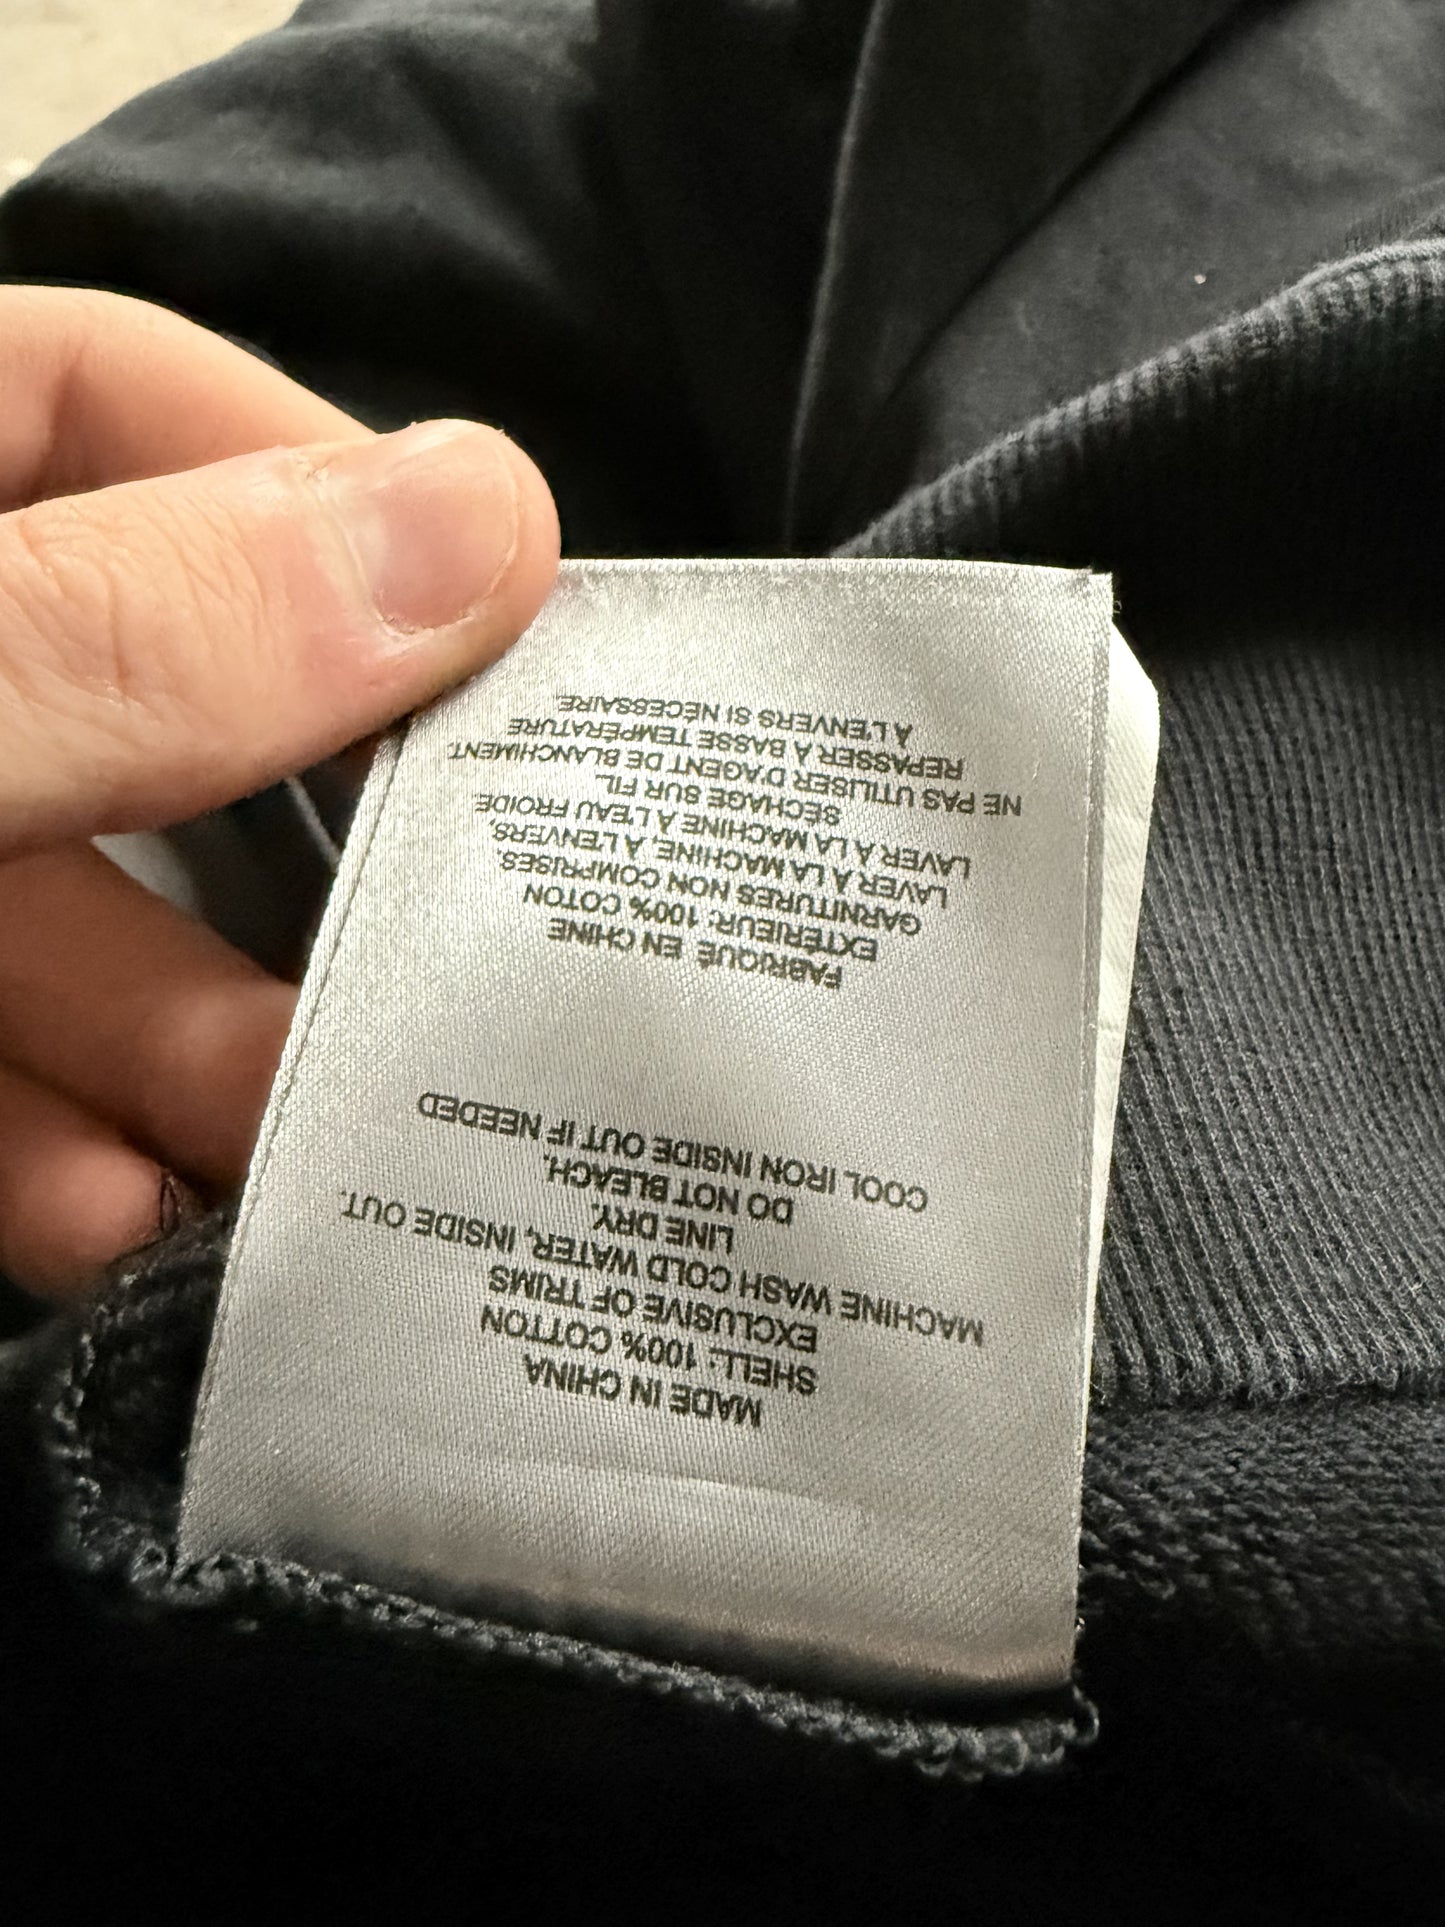 MADE IN CHINA
SHELL: 100% COTTON
EXCLUSIVE OF TRIMS
MACHINE WASH COLD WATER, INSIDE OUT.
LINE DRY.
DO NOT BLEACH.
COOL IRON INSIDE OUT IF NEEDED
FABRIQUÉ EN CHINE
EXTÉRIEUR: 100% COTON
GARNITURES NON COMPRISES.
LAVER À LA MACHINE À L'ENVERS,
LAVER À LA MACHINE À L'EAU FROIDE.
SÉCHAGE SUR FIL.
NE PAS UTILISER D'AGENT DE BLANCHIMENT.
REPASSER À BASSE TEMPÉRATURE
À L'ENVERS SI NÉCESSAIRE.